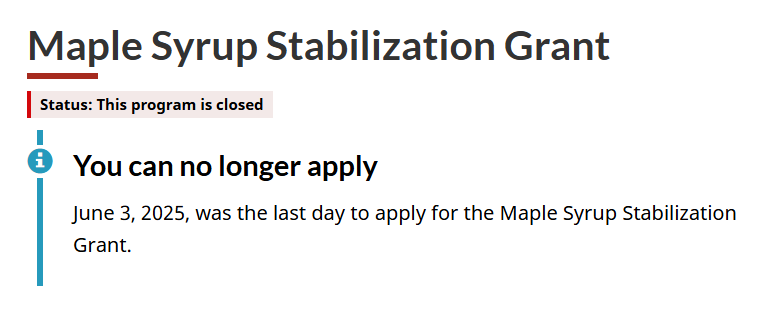 Maple Syrup Stabilization Grant
Status: This program is closed
You can no longer apply
June 3, 2025, was the last day to apply for the Maple Syrup Stabilization
Grant.